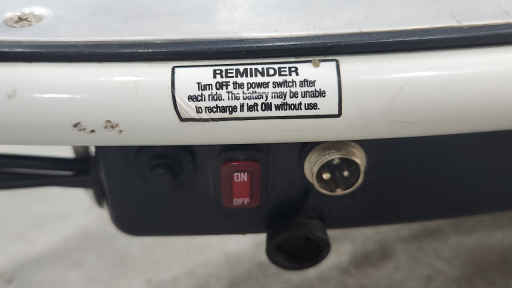 REMINDER
Turn OFF the power switch after
each ride. The battery may be unable
to recharge if left ON without use.
ON
OFF